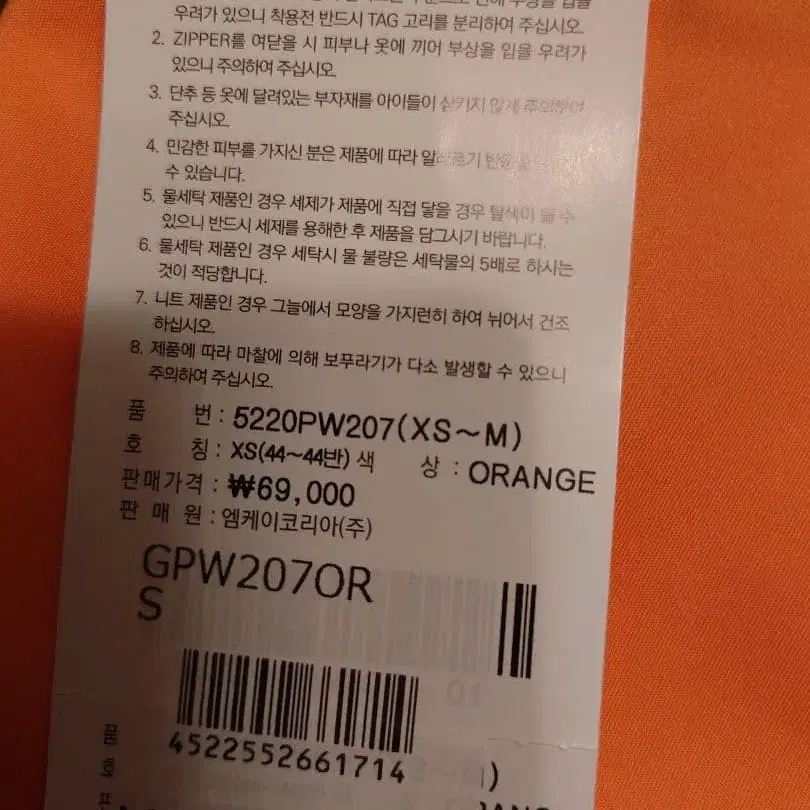 우려가 있으니 착용전 반드시 TAG 고리를 분리하여 주십시오.
2. ZIPPER를 여닫을 시 피부나 옷에 끼어 부상을 입을 우려가
있으니 주의하여 주십시오.
3. 단추 등 옷에 달려있는 부자재를 아이들이 삼키지 않게 주의하여
주십시오.
4. 민감한 피부를 가지신 분은 제품에 따라 알레르기 반응을
수 있습니다.
5. 물세탁 제품인 경우 세제가 제품에 직접 닿을 경우 탈색이 될 수
있으니 반드시 세제를 용해한 후 제품을 담그시기 바랍니다.
6. 물세탁 제품인 경우 세탁시 물 불량은 세탁물의 5배로 하시는
것이 적당합니다.
7. 니트 제품인 경우 그늘에서 모양을 가지런히 하여 뉘어서 건조
하십시오.
8. 제품에 따라 마찰에 의해 보푸라기가 다소 발생할 수 있으니
주의하여 주십시오.
품 번 : 5220PW207(XS~M)
호 칭 : XS(44~44반) 색 상 : ORANGE
판매가격 : ₩69,000
판 매 원 : 엠케이코리아(주)
GPW207OR
S
01
4522552661714
품
호
판